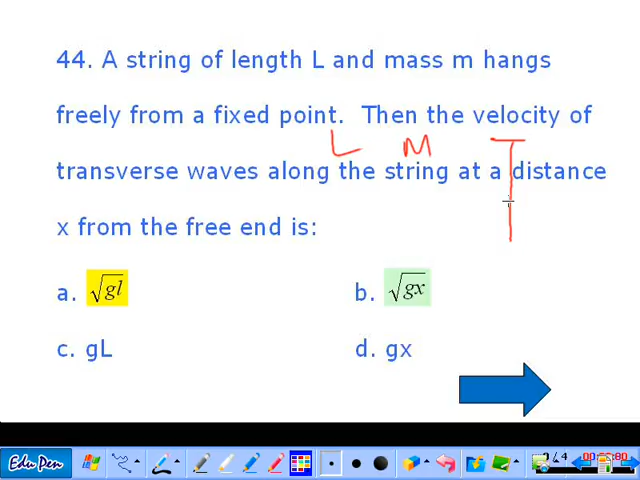 44. A string of length L and mass m hangs
freely from a fixed point. Then the velocity of
L M
transverse waves along the string at a distance
x from the free end is:
a. √gl b. √gx
c. gL d. gx
Edu Pen